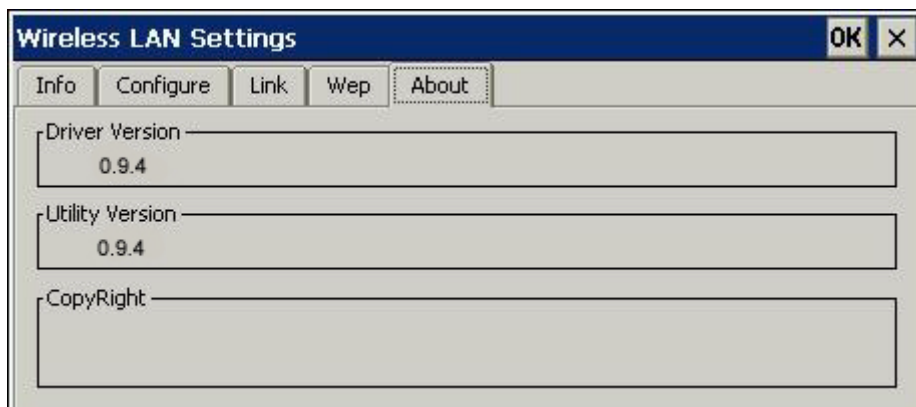 Wireless LAN Settings OK ×
Info Configure Link Wep About
Driver Version
0.9.4
Utility Version
0.9.4
CopyRight